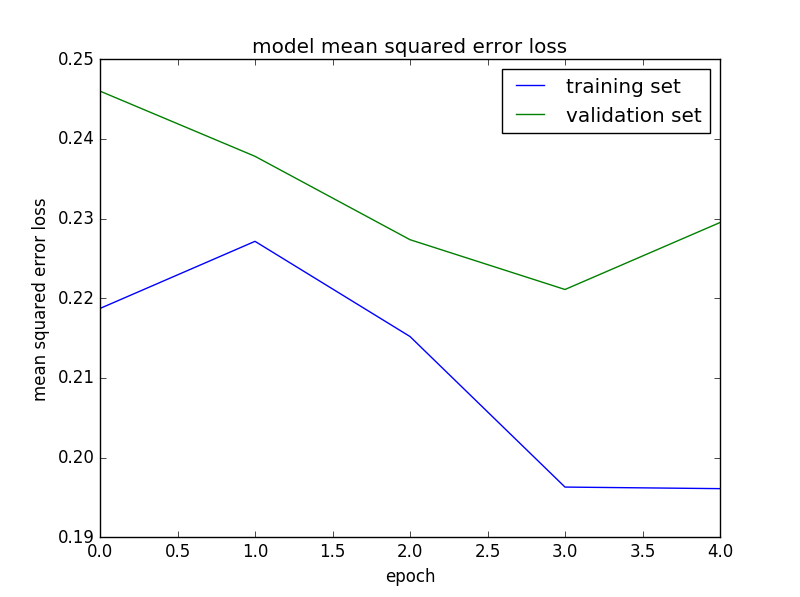 model mean squared error loss
training set
validation set
mean squared error loss
0.25
0.24
0.23
0.22
0.21
0.20
0.19
0.0 0.5 1.0 1.5 2.0 2.5 3.0 3.5 4.0
epoch